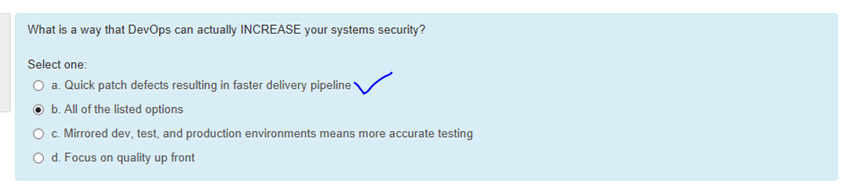 What is a way that DevOps can actually INCREASE your systems security?
Select one:
a. Quick patch defects resulting in faster delivery pipeline
b. All of the listed options
c. Mirrored dev, test, and production environments means more accurate testing
d. Focus on quality up front